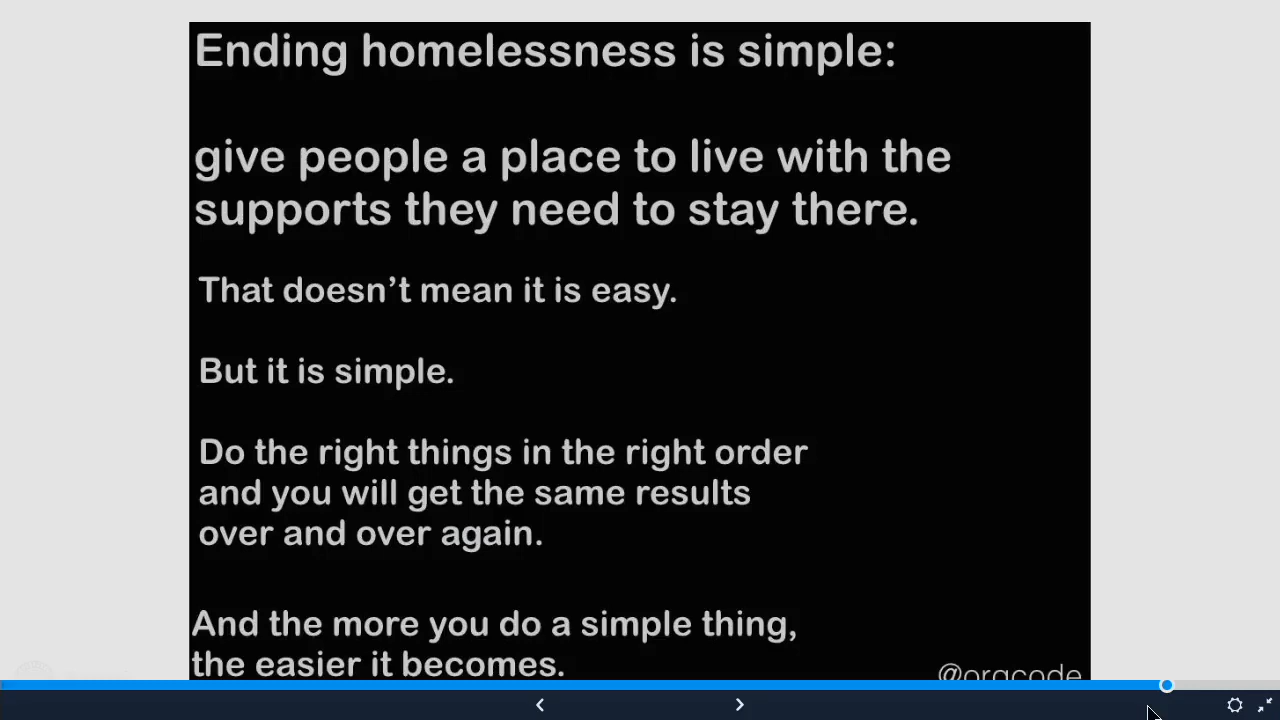 Ending homelessness is simple:
give people a place to live with the
supports they need to stay there.
That doesn’t mean it is easy.
But it is simple.
Do the right things in the right order
and you will get the same results
over and over again.
And the more you do a simple thing,
the easier it becomes.
@orgcode